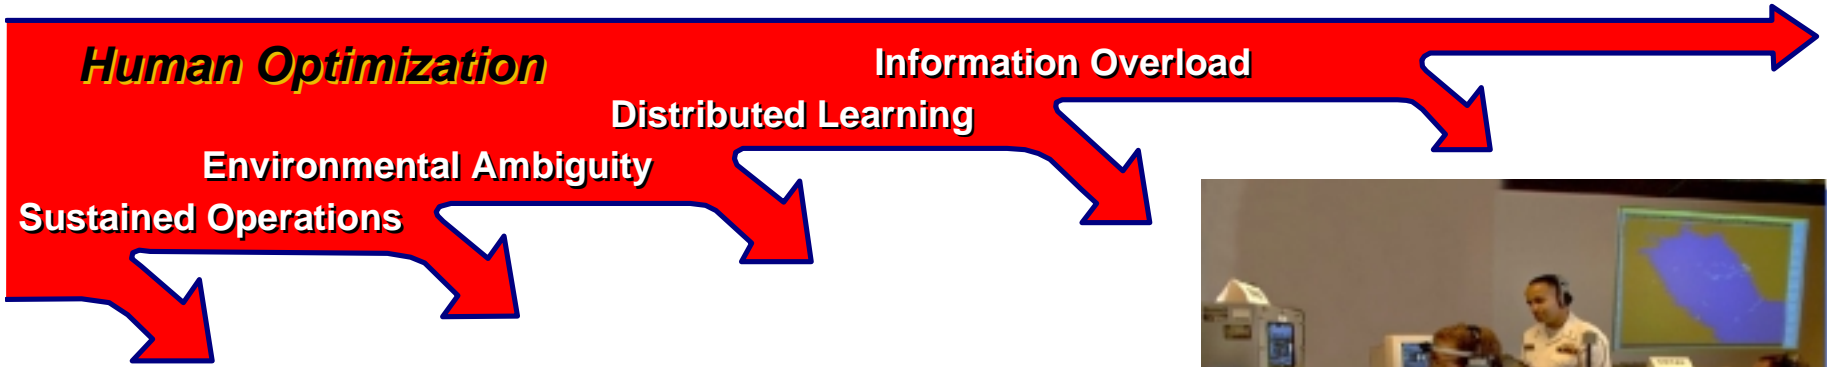 Human Optimization
Information Overload
Distributed Learning
Environmental Ambiguity
Sustained Operations